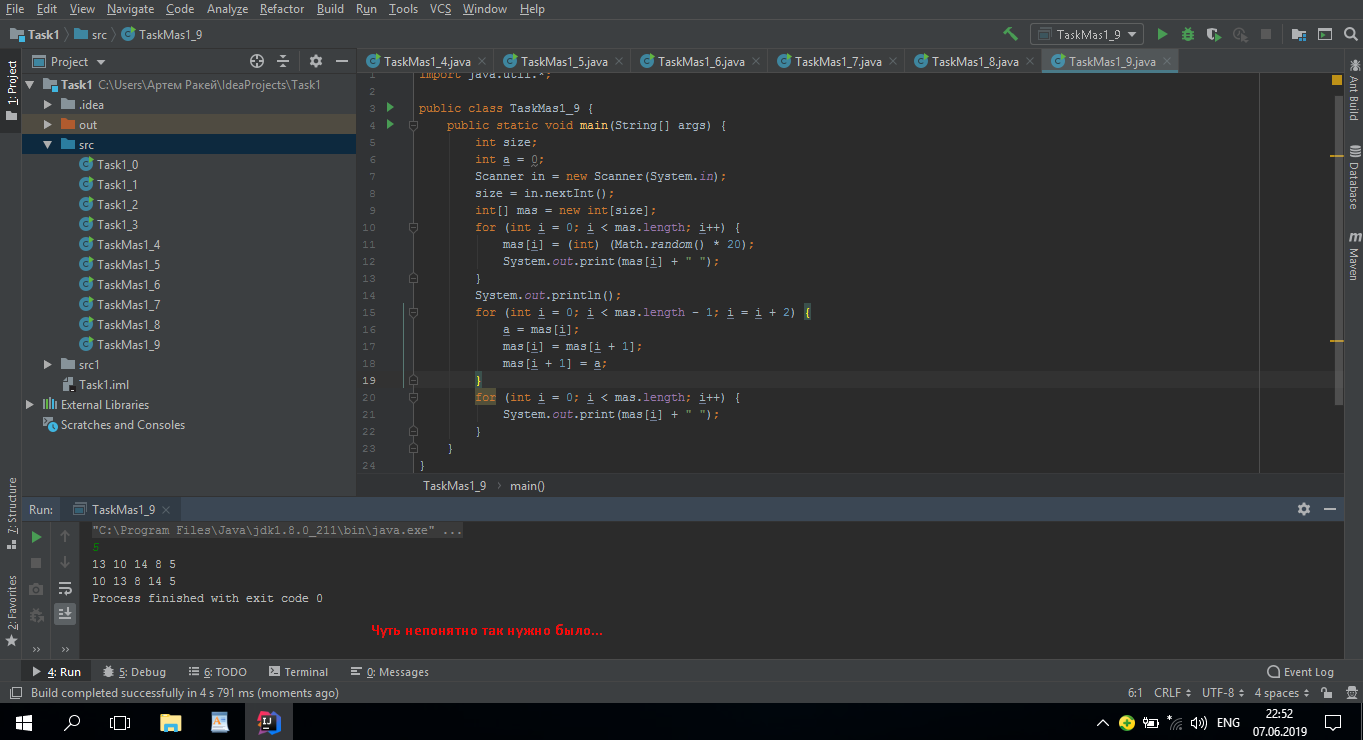 File Edit View Navigate Code Analyze Refactor Build Run Tools VCS Window Help
Task1 src TaskMas1_9 TaskMas1_9
Project
TaskMas1_4.java TaskMas1_5.java TaskMas1_6.java TaskMas1_7.java TaskMas1_8.java TaskMas1_9.java
1: Project
Task1 C:\Users\Артем Ракей\IdeaProjects\Task1
.idea
out
src
Task1_0
Task1_1
Task1_2
Task1_3
TaskMas1_4
TaskMas1_5
TaskMas1_6
TaskMas1_7
TaskMas1_8
TaskMas1_9
src1
Task1.iml
External Libraries
Scratches and Consoles
1 import java.util.*;
2
3 public class TaskMas1_9 {
4 public static void main(String[] args) {
5 int size;
6 int a = 0;
7 Scanner in = new Scanner(System.in);
8 size = in.nextInt();
9 int[] mas = new int[size];
10 for (int i = 0; i < mas.length; i++) {
11 mas[i] = (int) (Math.random() * 20);
12 System.out.print(mas[i] + " ");
13 }
14 System.out.println();
15 for (int i = 0; i < mas.length - 1; i = i + 2) {
16 a = mas[i];
17 mas[i] = mas[i + 1];
18 mas[i + 1] = a;
19 }
20 for (int i = 0; i < mas.length; i++) {
21 System.out.print(mas[i] + " ");
22 }
23 }
24 }
TaskMas1_9 main()
Ant Build
Database
m Maven
7: Structure
2: Favorites
Run: TaskMas1_9
"C:\Program Files\Java\jdk1.8.0_211\bin\java.exe" ...
5
13 10 14 8 5
10 13 8 14 5
Process finished with exit code 0
Чуть непонятно так нужно было...
4: Run 5: Debug 6: TODO Terminal 0: Messages Event Log
Build completed successfully in 4 s 791 ms (moments ago) 6:1 CRLF UTF-8 4 spaces
ENG 22:52
07.06.2019